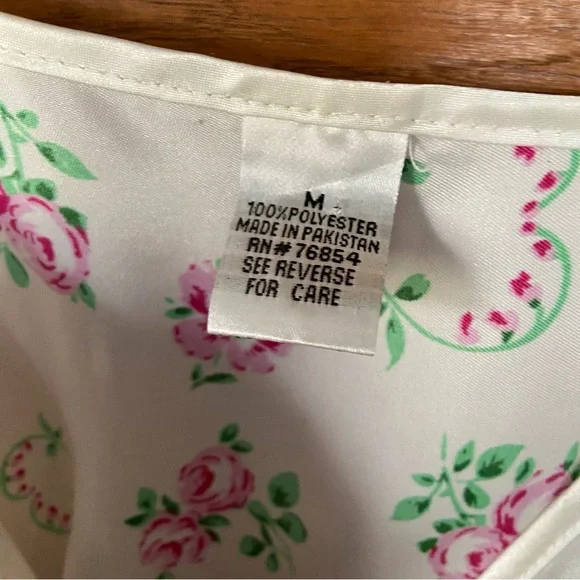 M
100%POLYESTER
MADE IN PAKISTAN
RN#76854
SEE REVERSE
FOR CARE